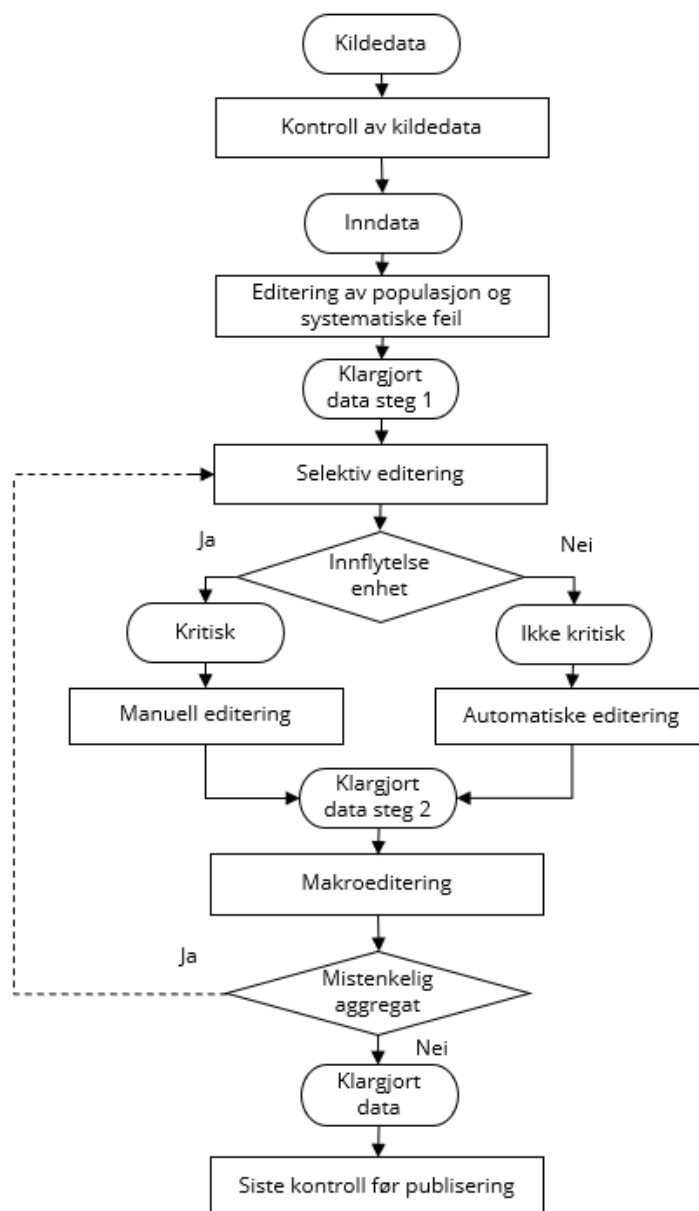 Kildedata
Kontroll av kildedata
Inndata
Editering av populasjon og
systematiske feil
Klargjort
data steg 1
Selektiv editering
Ja
Nei
Innflytelse
enhet
Kritisk
Ikke kritisk
Manuell editering
Automatiske editering
Klargjort
data steg 2
Makroeditering
Ja
Mistenkelig
aggregat
Nei
Klargjort
data
Siste kontroll før publisering